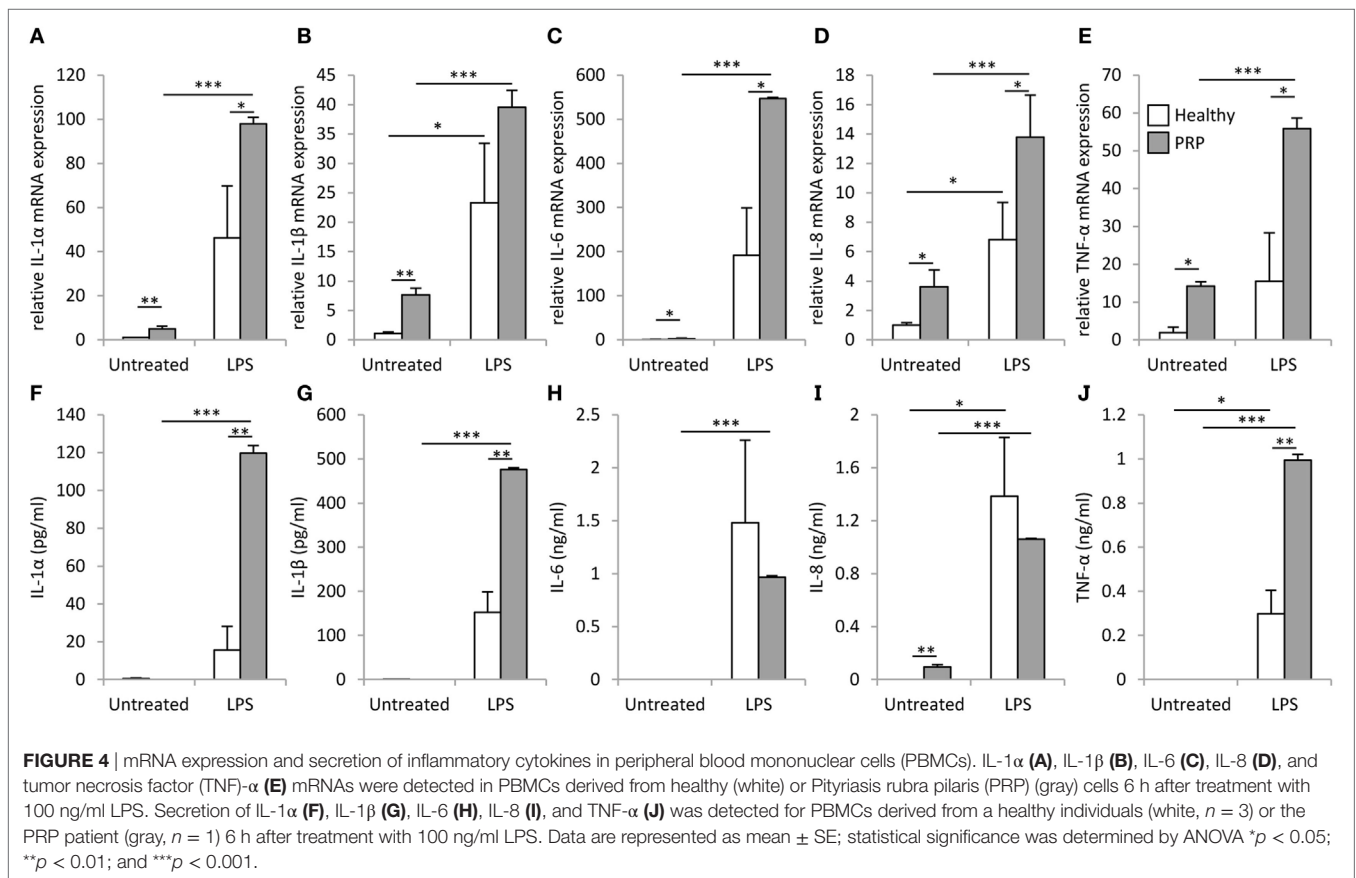 A
B
C
D
E
relative IL-1α mRNA expression
120
100
80
60
40
20
0
**
***
*
Untreated
LPS
relative IL-1β mRNA expression
45
40
35
30
25
20
15
10
5
0
**
*
***
Untreated
LPS
relative IL-6 mRNA expression
600
500
400
300
200
100
0
*
***
*
Untreated
LPS
relative IL-8 mRNA expression
18
16
14
12
10
8
6
4
2
0
*
*
***
*
Untreated
LPS
relative TNF-α mRNA expression
70
60
50
40
30
20
10
0
*
***
*
Healthy
PRP
Untreated
LPS
F
G
H
I
J
IL-1α (pg/ml)
140
120
100
80
60
40
20
0
***
**
Untreated
LPS
IL-1β (pg/ml)
600
500
400
300
200
100
0
***
**
Untreated
LPS
IL-6 (ng/ml)
2.5
2
1.5
1
0.5
0
***
Untreated
LPS
IL-8 (ng/ml)
2
1.6
1.2
0.8
0.4
0
**
*
***
Untreated
LPS
TNF-α (ng/ml)
1.2
1
0.8
0.6
0.4
0.2
0
*
***
**
Untreated
LPS
FIGURE 4 | mRNA expression and secretion of inflammatory cytokines in peripheral blood mononuclear cells (PBMCs). IL-1α (A), IL-1β (B), IL-6 (C), IL-8 (D), and
tumor necrosis factor (TNF)-α (E) mRNAs were detected in PBMCs derived from healthy (white) or Pityriasis rubra pilaris (PRP) (gray) cells 6 h after treatment with
100 ng/ml LPS. Secretion of IL-1α (F), IL-1β (G), IL-6 (H), IL-8 (I), and TNF-α (J) was detected for PBMCs derived from a healthy individuals (white, n = 3) or the
PRP patient (gray, n = 1) 6 h after treatment with 100 ng/ml LPS. Data are represented as mean ± SE; statistical significance was determined by ANOVA *p < 0.05;
**p < 0.01; and ***p < 0.001.